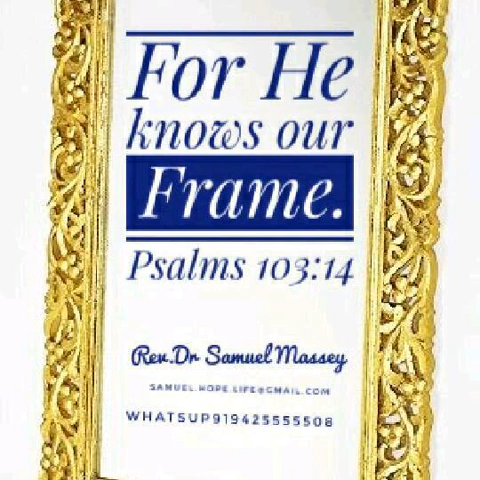 For He
knows our
Frame.
Psalms 103:14
Rev.Dr Samuel Massey
SAMUEL.HOPE.LIFE@GMAIL.COM
WHATSUP919425555508